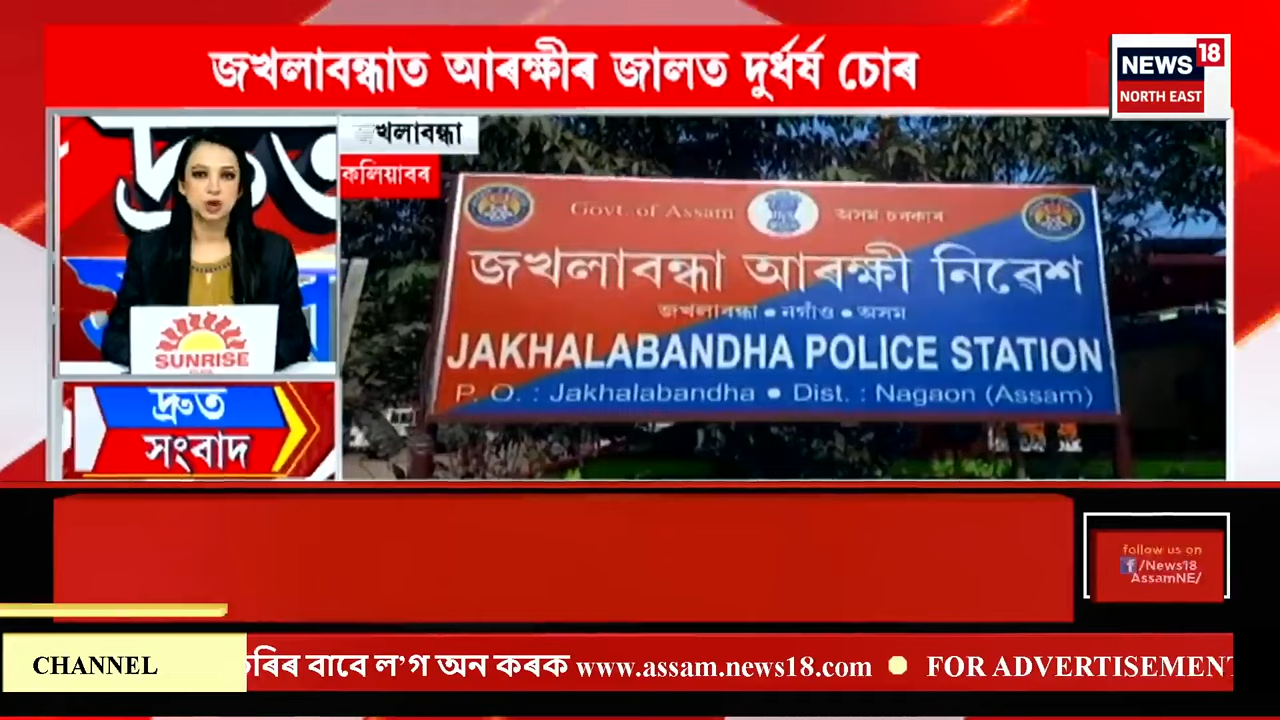 জখলাবন্ধাত আৰক্ষীৰ জালত দুৰ্ধৰ্ষ চোৰ
NEWS 18
NORTH EAST
খলাবন্ধা
কলিয়াবৰ
দ্ৰুত
Govt. of Assam অসম চৰকাৰ
জখলাবন্ধা আৰক্ষী নিৱেশ
জখলাবন্ধা • নগাঁও • অসম
JAKHALABANDHA POLICE STATION
P. O. : Jakhalabandha • Dist. : Nagaon (Assam)
SUNRISE
দ্ৰুত
সংবাদ
follow us on
/News18
AssamNE/
CHANNEL
বাবে ল’গ অন কৰক www.assam.news18.com FOR ADVERTISEMENT